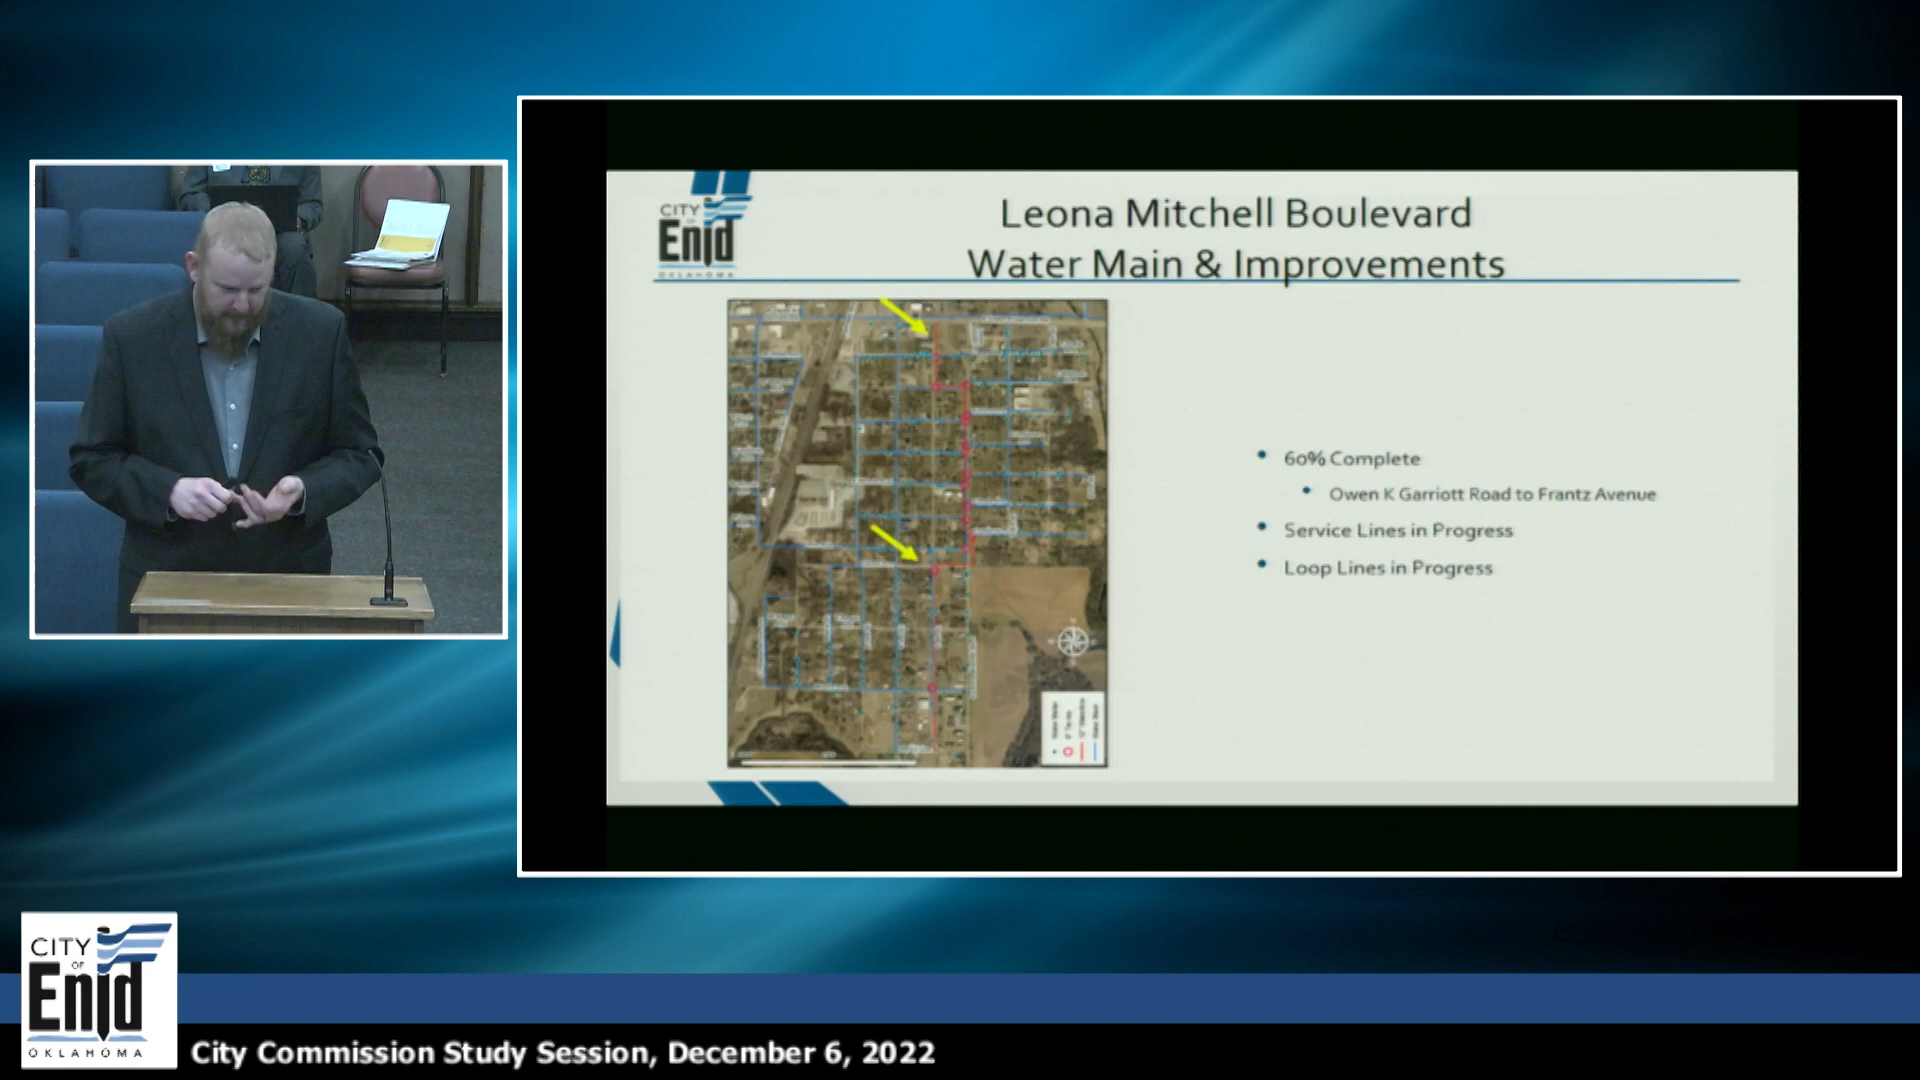 CITY
OF
Enid
OKLAHOMA
Leona Mitchell Boulevard
Water Main & Improvements
• 60% Complete
• Owen K Garriott Road to Frantz Avenue
• Service Lines in Progress
• Loop Lines in Progress
CITY
OF
Enid
OKLAHOMA
City Commission Study Session, December 6, 2022